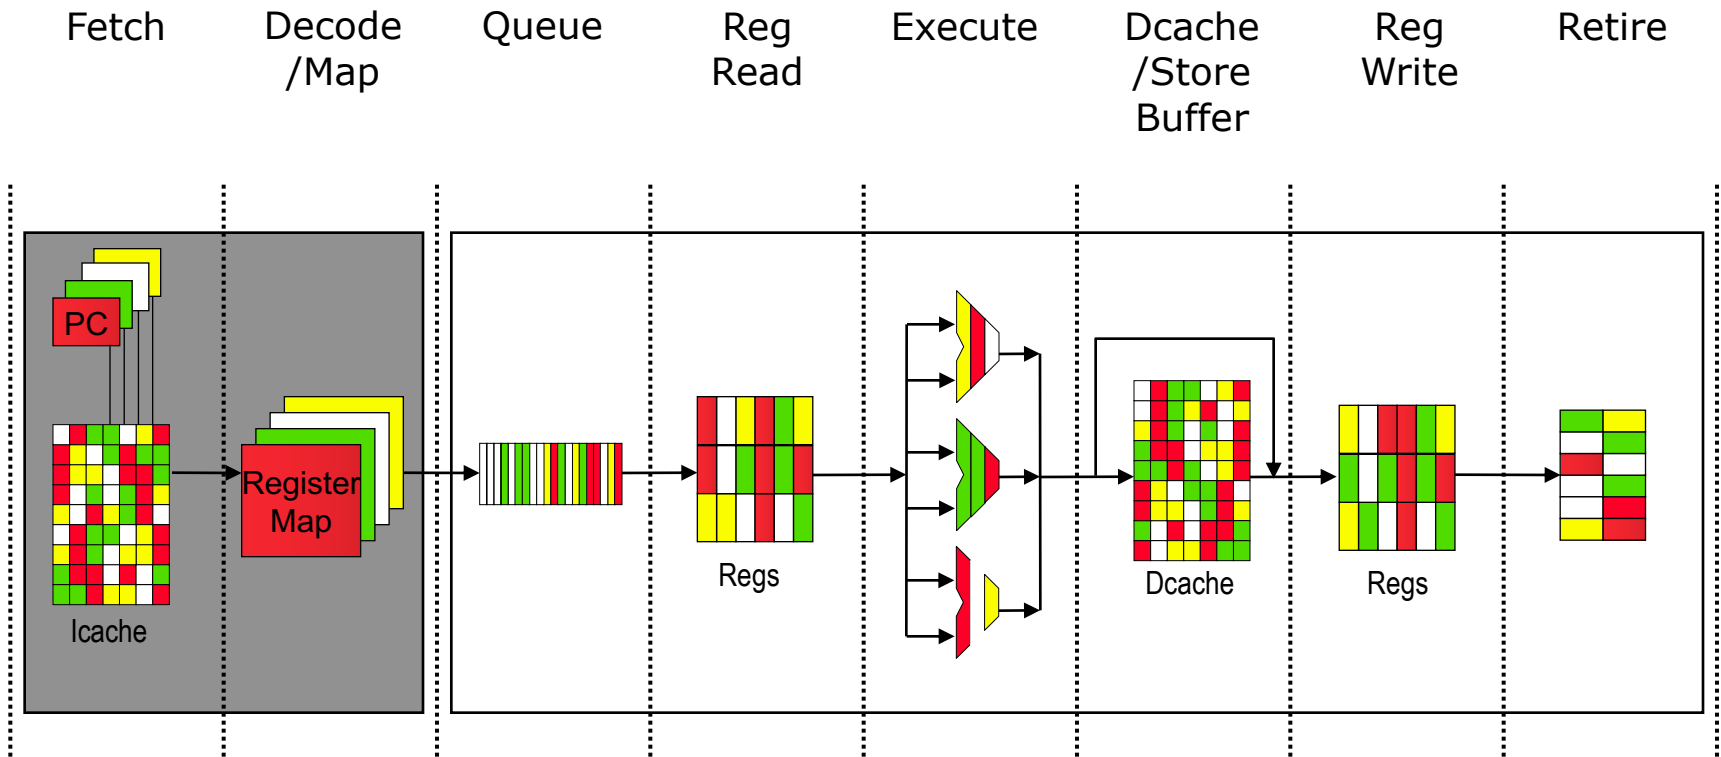 Fetch
Decode
/Map
Queue
Reg
Read
Execute
Dcache
/Store
Buffer
Reg
Write
Retire
PC
Icache
Register
Map
Regs
Dcache
Regs